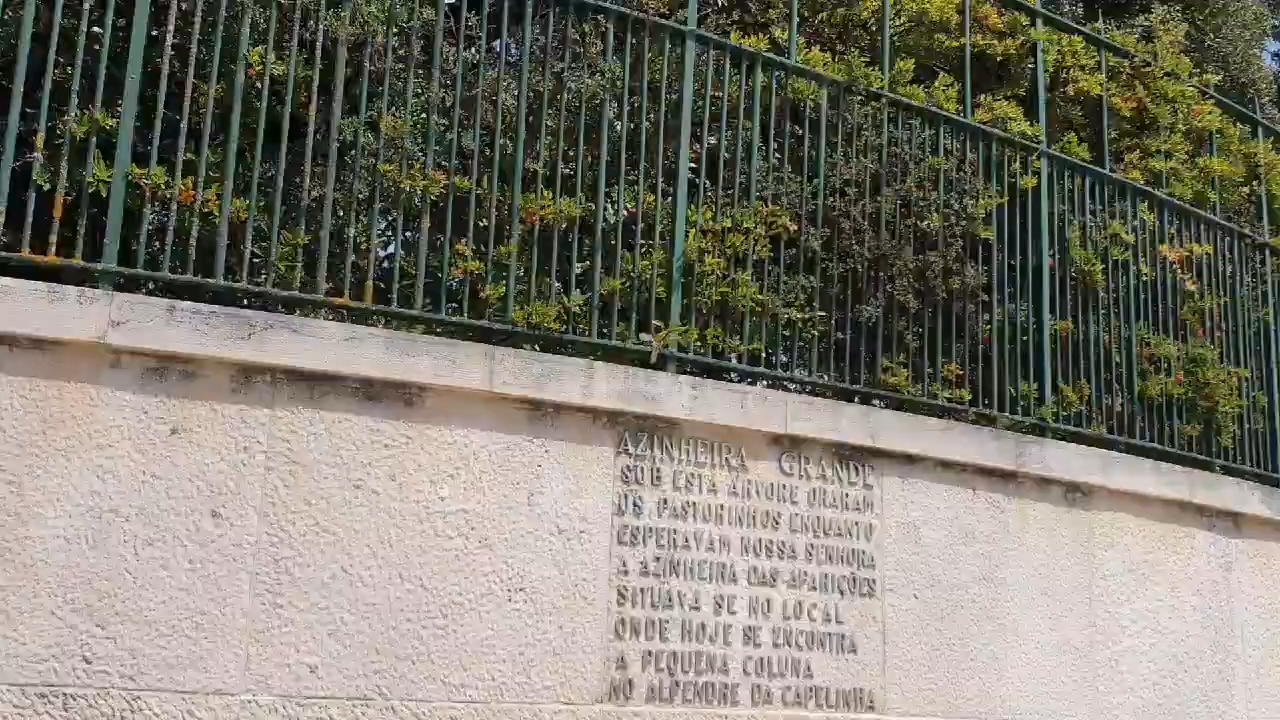 AZINHEIRA GRANDE
SOB ESTA ÁRVORE ORARAM
OS PASTORINHOS ENQUANTO
ESPERAVAM NOSSA SENHORA
A AZINHEIRA DAS APARIÇÕES
SITUAVA SE NO LOCAL
ONDE HOJE SE ENCONTRA
A PEQUENA COLUNA
NO ALPENDRE DA CAPELINHA